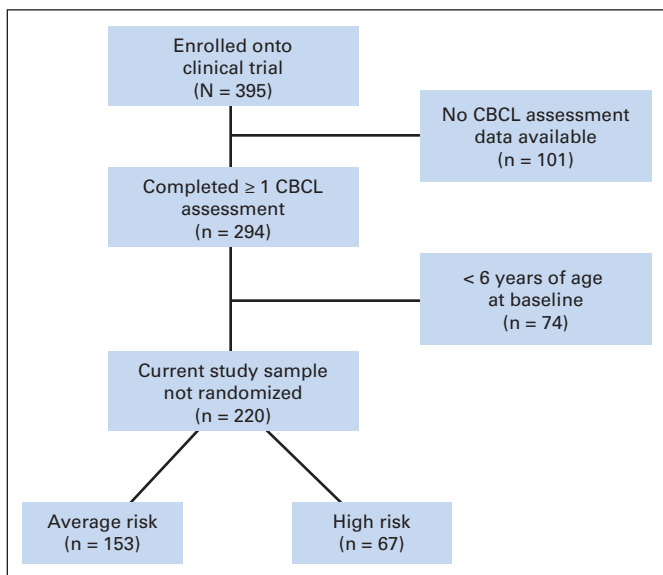 Enrolled onto
clinical trial
(N = 395)
No CBCL assessment
data available
(n = 101)
Completed ≥ 1 CBCL
assessment
(n = 294)
< 6 years of age
at baseline
(n = 74)
Current study sample
not randomized
(n = 220)
Average risk
(n = 153)
High risk
(n = 67)